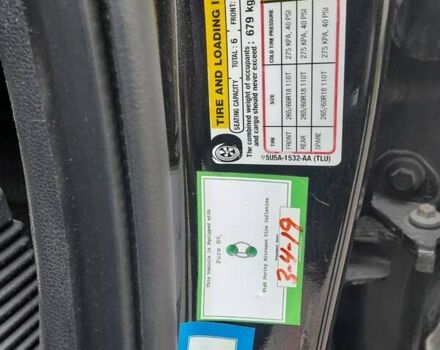 TIRE AND LOADING
SEATING CAPACITY TOTAL: 6 FRONT:
The combined weight of occupants
and cargo should never exceed : 679 kg
TIRE SIZE COLD TIRE PRESSURE
FRONT 265/60R18 110T 275 KPA, 40 PSI
REAR 265/60R18 110T 275 KPA, 40 PSI
SPARE 265/60R18 110T 275 KPA, 40 PSI
5U5A-1532-AA (TLU)
This Vehicle is Equipped with
Pure N2
High Purity Nitrogen Tire Inflation
3-4-19